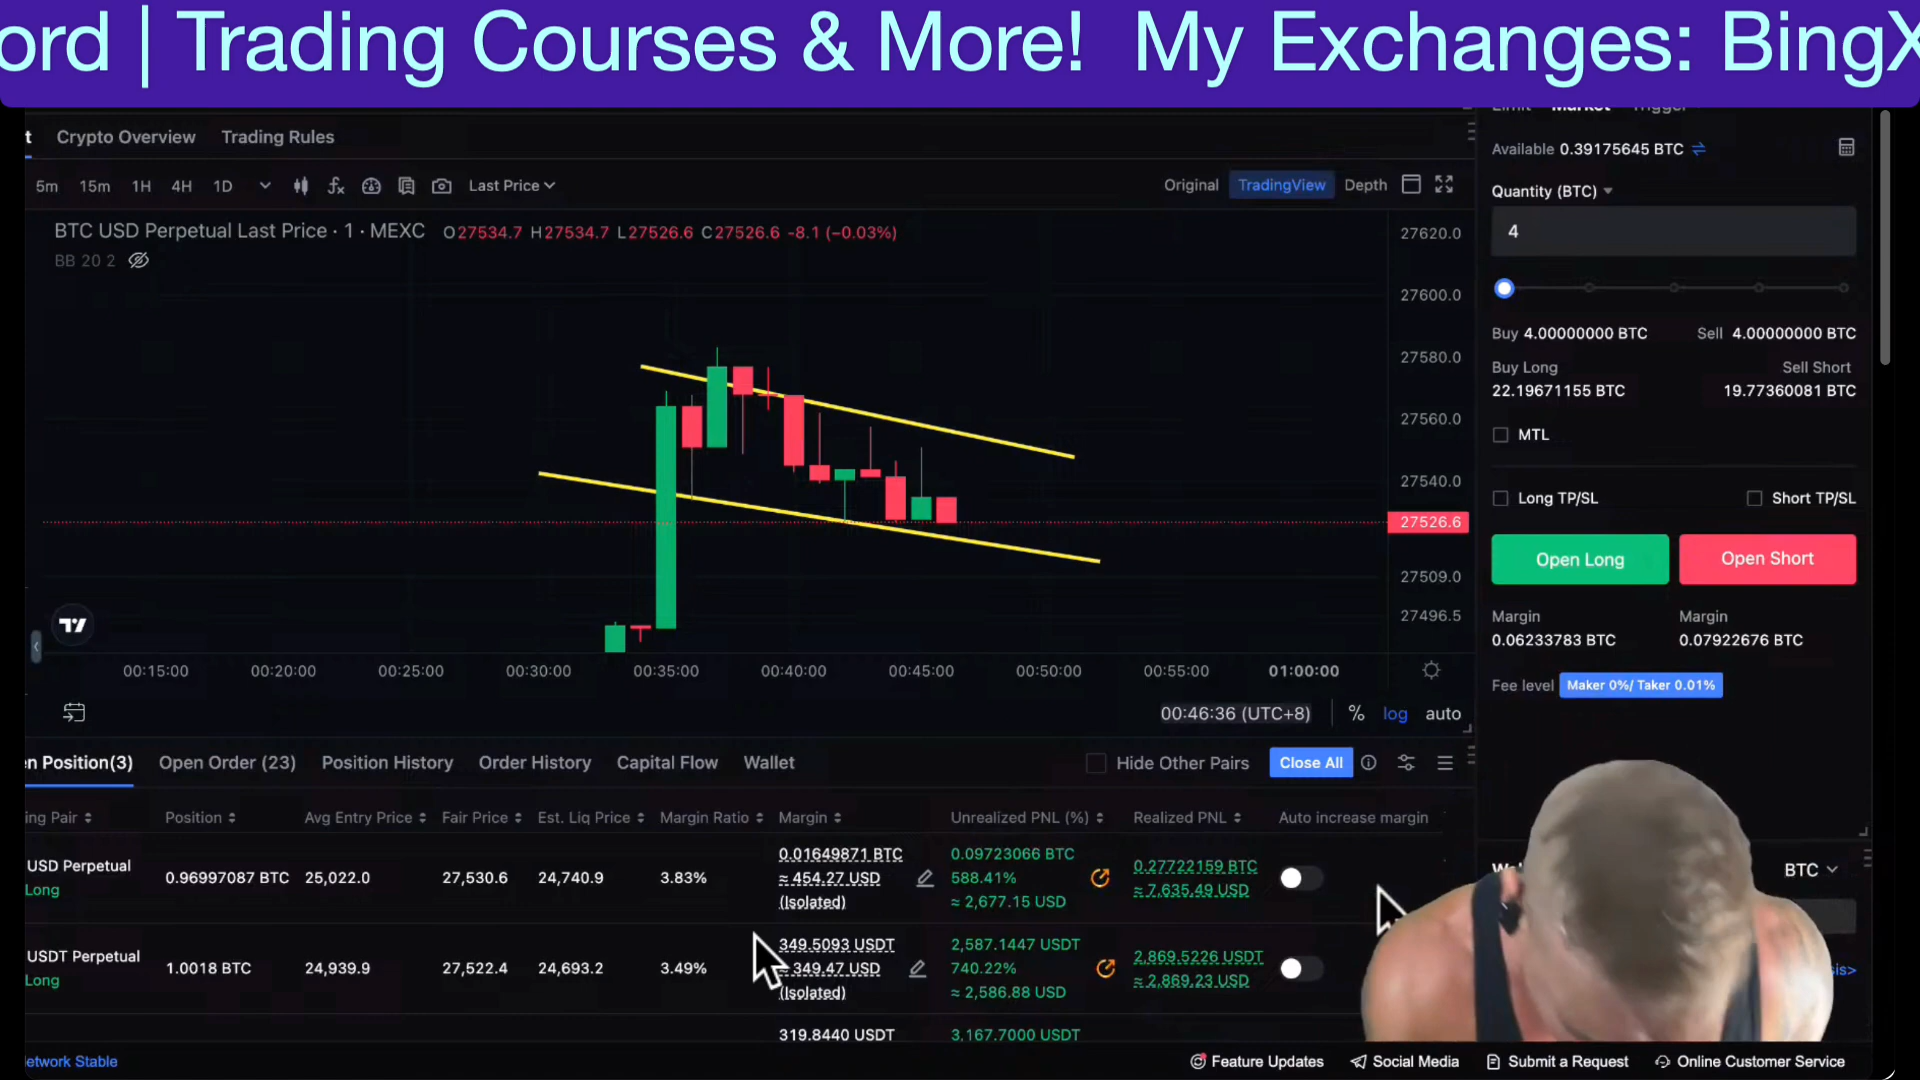 ord | Trading Courses & More! My Exchanges: BingX
Limit Market Trigger
t Crypto Overview Trading Rules
Available 0.39175645 BTC
5m 15m 1H 4H 1D Last Price Original TradingView Depth
Quantity (BTC)
4
BTC USD Perpetual Last Price · 1 · MEXC O27534.7 H27534.7 L27526.6 C27526.6 -8.1 (−0.03%)
BB 20 2
27620.0
27600.0
27580.0
27560.0
27540.0
27526.6
27509.0
27496.5
Buy 4.00000000 BTC Sell 4.00000000 BTC
Buy Long Sell Short
22.19671155 BTC 19.77360081 BTC
MTL
Long TP/SL Short TP/SL
Open Long Open Short
Margin Margin
0.06233783 BTC 0.07922676 BTC
Fee level Maker 0%/ Taker 0.01%
00:15:00 00:20:00 00:25:00 00:30:00 00:35:00 00:40:00 00:45:00 00:50:00 00:55:00 01:00:00
00:46:36 (UTC+8) % log auto
en Position(3) Open Order (23) Position History Order History Capital Flow Wallet Hide Other Pairs Close All
ing Pair Position Avg Entry Price Fair Price Est. Liq Price Margin Ratio Margin Unrealized PNL (%) Realized PNL Auto increase margin
0.01649871 BTC 0.09723066 BTC
USD Perpetual 0.27722159 BTC
Long 0.96997087 BTC 25,022.0 27,530.6 24,740.9 3.83% ≈ 454.27 USD 588.41% ≈ 7,635.49 USD
(Isolated) ≈ 2,677.15 USD
BTC
349.5093 USDT 2,587.1447 USDT
USDT Perpetual 2,869.5226 USDT
Long 1.0018 BTC 24,939.9 27,522.4 24,693.2 3.49% ≈ 349.47 USD 740.22% ≈ 2,869.23 USD
(Isolated) ≈ 2,586.88 USD
sis>
319.8440 USDT 3,167.7000 USDT
etwork Stable Feature Updates Social Media Submit a Request Online Customer Service